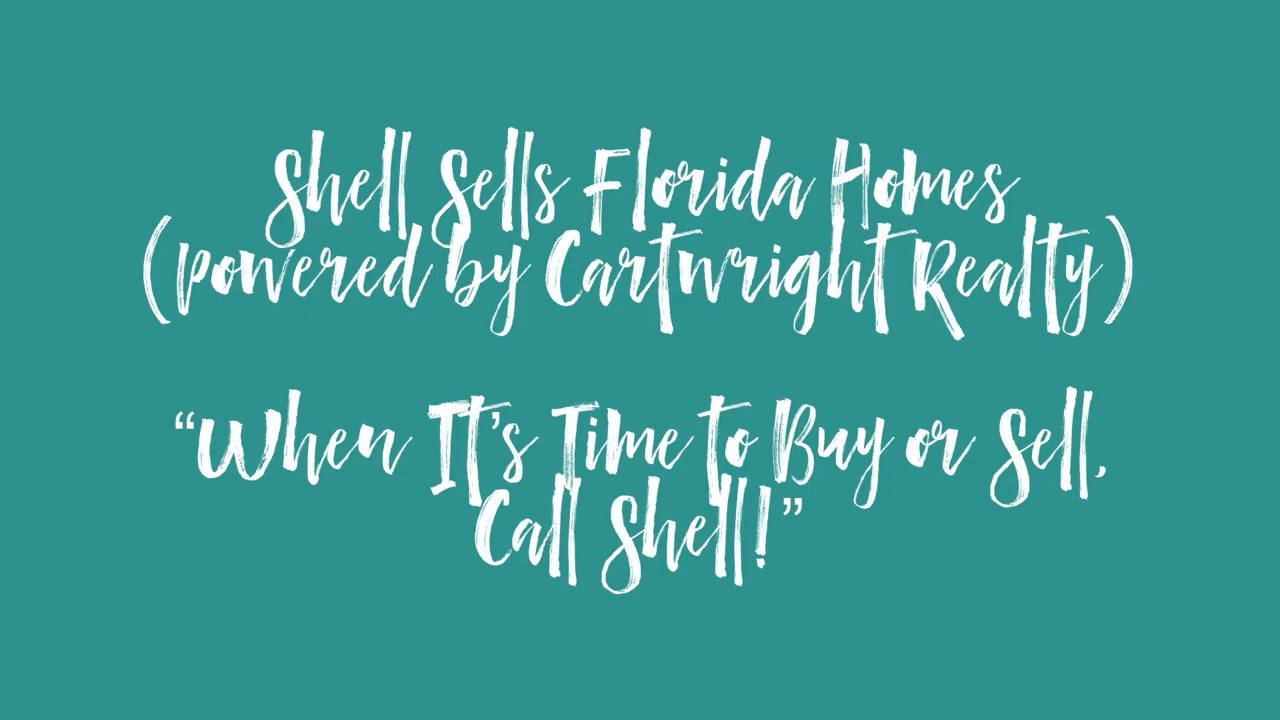 Shell Sells Florida Homes
(powered by Cartwright Realty)
“When It’s Time to Buy or Sell,
Call Shell!”